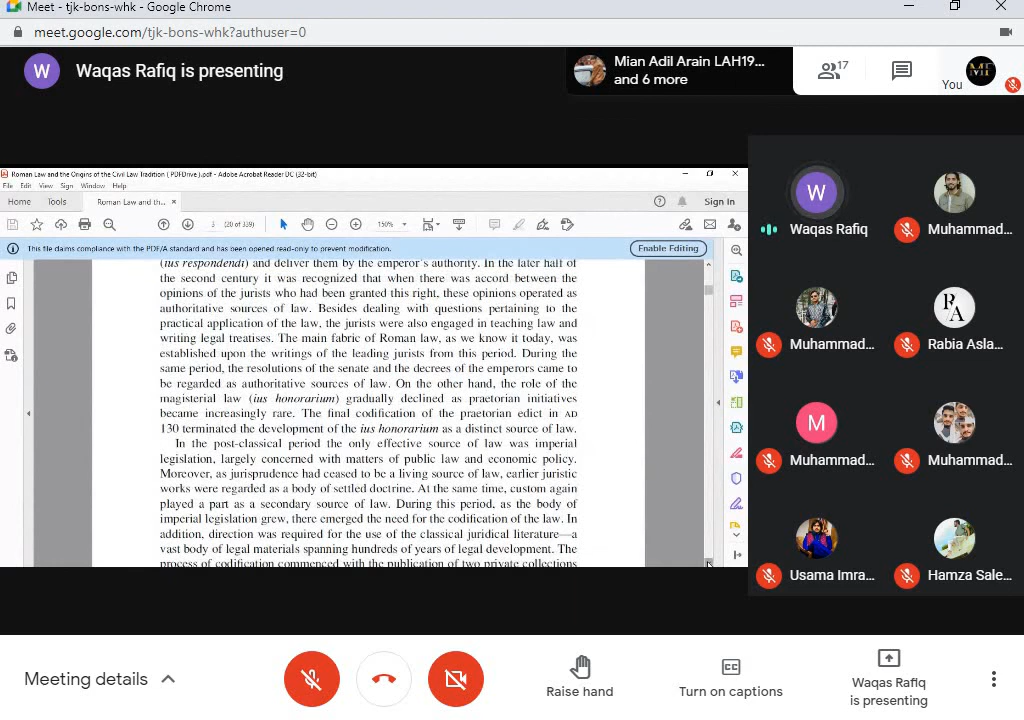 Meet - tjk-bons-whk - Google Chrome
meet.google.com/tjk-bons-whk?authuser=0
W
Waqas Rafiq is presenting
Mian Adil Arain LAH19...
and 6 more
17
You
MF
Roman Law and the Origins of the Civil Law Tradition ( PDFDrive ).pdf - Adobe Acrobat Reader DC (32-bit)
File Edit View Sign Window Help
Home Tools Roman Law and th... × Sign In
3 (20 of 339) 150%
This file claims compliance with the PDF/A standard and has been opened read-only to prevent modification. Enable Editing
(ius respondendi) and deliver them by the emperor's authority. In the later half of
the second century it was recognized that when there was accord between the
opinions of the jurists who had been granted this right, these opinions operated as
authoritative sources of law. Besides dealing with questions pertaining to the
practical application of the law, the jurists were also engaged in teaching law and
writing legal treatises. The main fabric of Roman law, as we know it today, was
established upon the writings of the leading jurists from this period. During the
same period, the resolutions of the senate and the decrees of the emperors came to
be regarded as authoritative sources of law. On the other hand, the role of the
magisterial law (ius honorarium) gradually declined as praetorian initiatives
became increasingly rare. The final codification of the praetorian edict in AD
130 terminated the development of the ius honorarium as a distinct source of law.
In the post-classical period the only effective source of law was imperial
legislation, largely concerned with matters of public law and economic policy.
Moreover, as jurisprudence had ceased to be a living source of law, earlier juristic
works were regarded as a body of settled doctrine. At the same time, custom again
played a part as a secondary source of law. During this period, as the body of
imperial legislation grew, there emerged the need for the codification of the law. In
addition, direction was required for the use of the classical juridical literature—a
vast body of legal materials spanning hundreds of years of legal development. The
process of codification commenced with the publication of two private collections
W
Waqas Rafiq
Muhammad...
Muhammad...
RA
Rabia Asla...
M
Muhammad...
Muhammad...
Usama Imra...
Hamza Sale...
Meeting details
Raise hand
CC
Turn on captions
Waqas Rafiq
is presenting